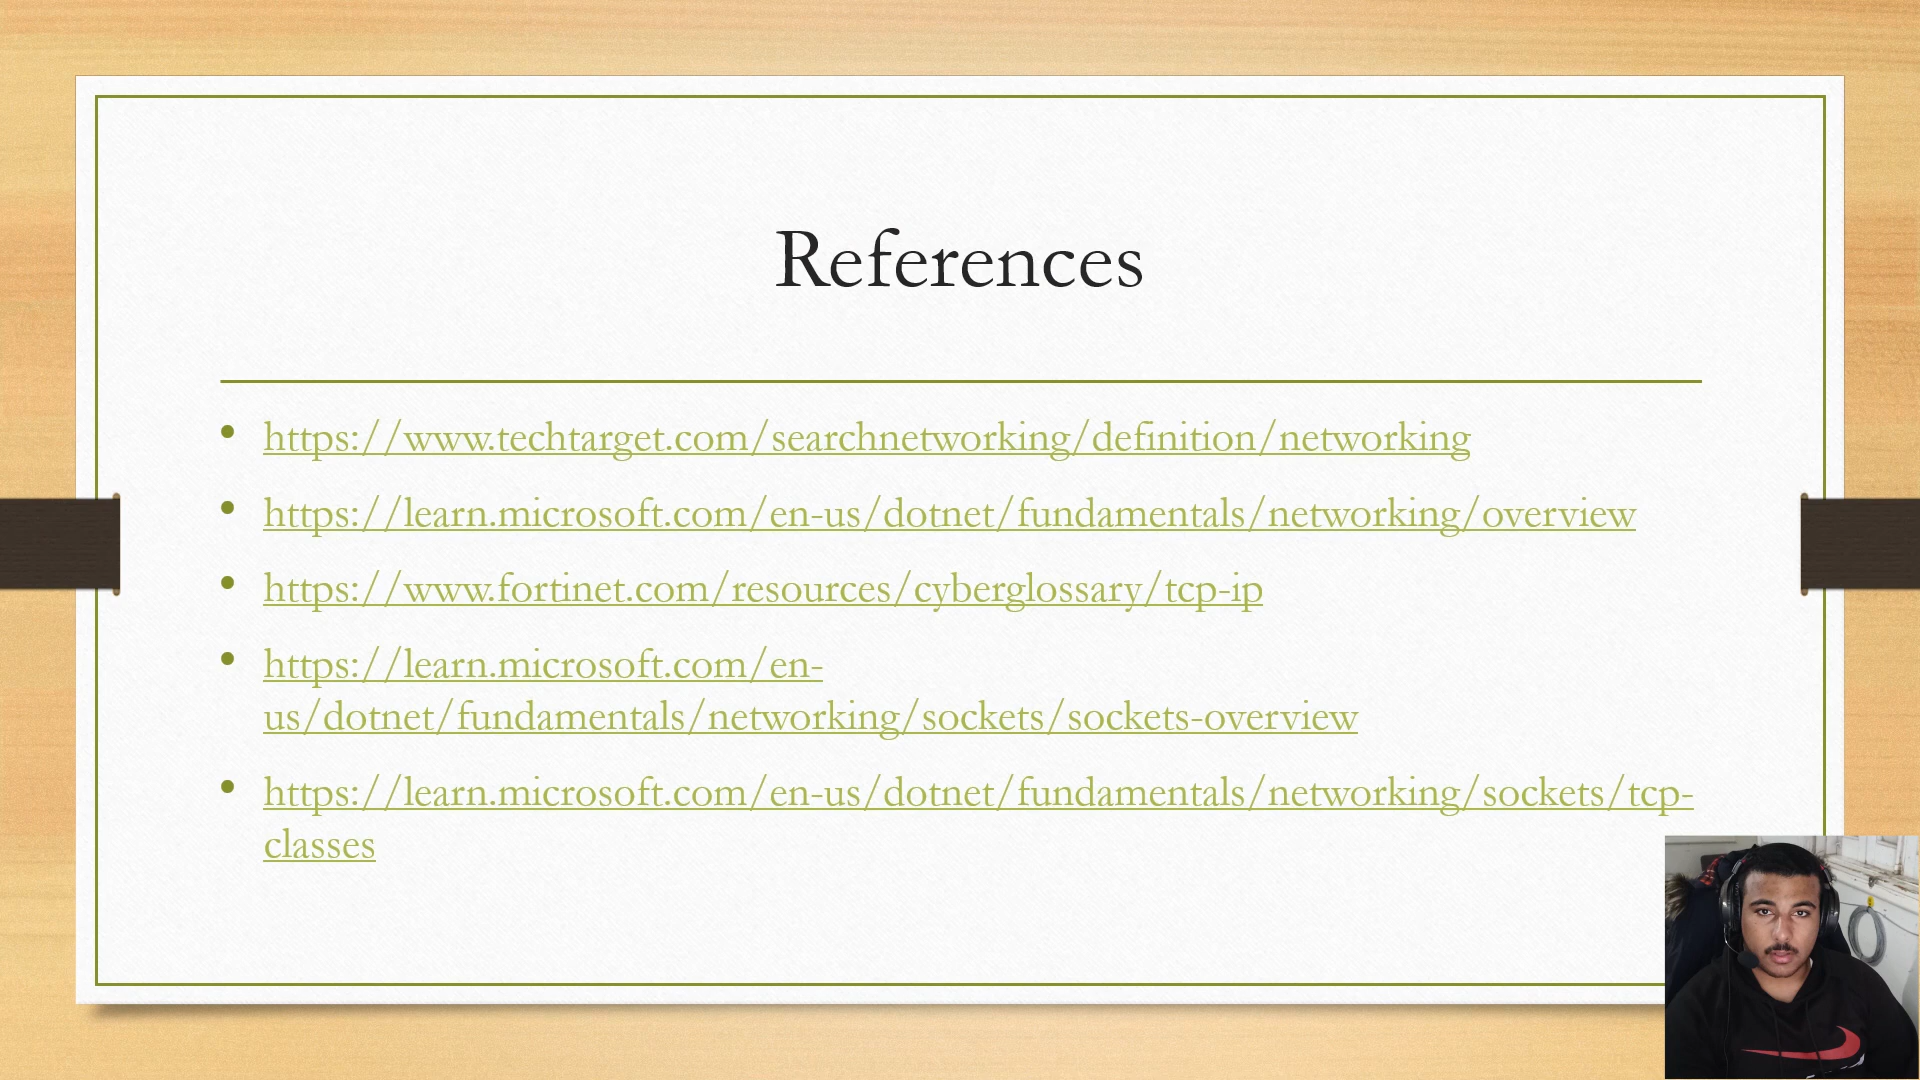 References
https://www.techtarget.com/searchnetworking/definition/networking
https://learn.microsoft.com/en-us/dotnet/fundamentals/networking/overview
https://www.fortinet.com/resources/cyberglossary/tcp-ip
https://learn.microsoft.com/en-
us/dotnet/fundamentals/networking/sockets/sockets-overview
https://learn.microsoft.com/en-us/dotnet/fundamentals/networking/sockets/tcp-
classes